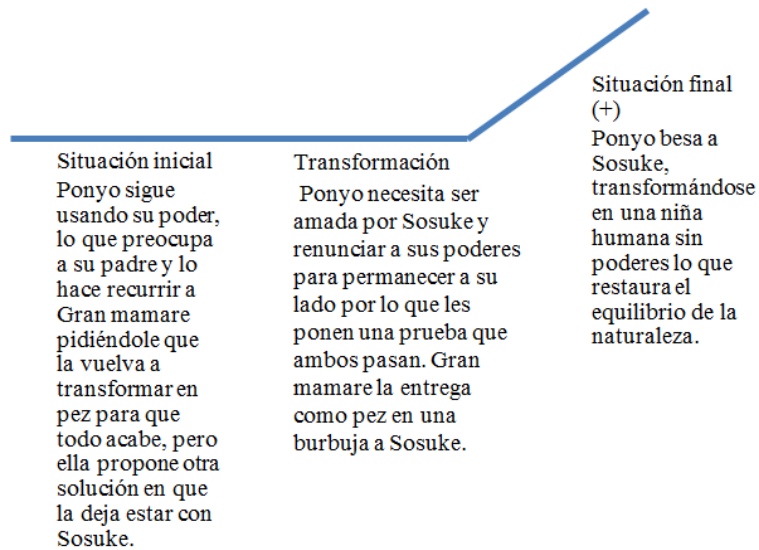 Situación inicial
Ponyo sigue
usando su poder,
lo que preocupa
a su padre y lo
hace recurrir a
Gran mamare
pidiéndole que
la vuelva a
transformar en
pez para que
todo acabe, pero
ella propone otra
solución en que
la deja estar con
Sosuke.
Transformación
Ponyo necesita ser
amada por Sosuke y
renunciar a sus poderes
para permanecer a su
lado por lo que les
ponen una prueba que
ambos pasan. Gran
mamare la entrega
como pez en una
burbuja a Sosuke.
Situación final
(+)
Ponyo besa a
Sosuke,
transformándose
en una niña
humana sin
poderes lo que
restaura el
equilibrio de la
naturaleza.